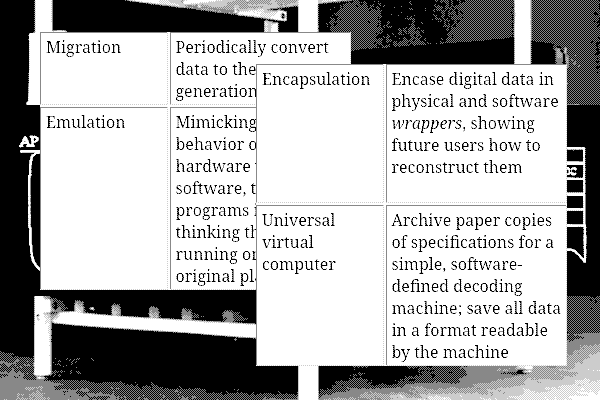 Migration
Periodically convert
data to the
generation
Emulation
Mimicking
behavior
hardware
software,
programs
thinking
running
original
Encapsulation
Encase digital data in
physical and software
wrappers, showing
future users how to
reconstruct them
Universal
virtual
computer
Archive paper copies
of specifications for a
simple, software-
defined decoding
machine; save all data
in a format readable
by the machine
AP